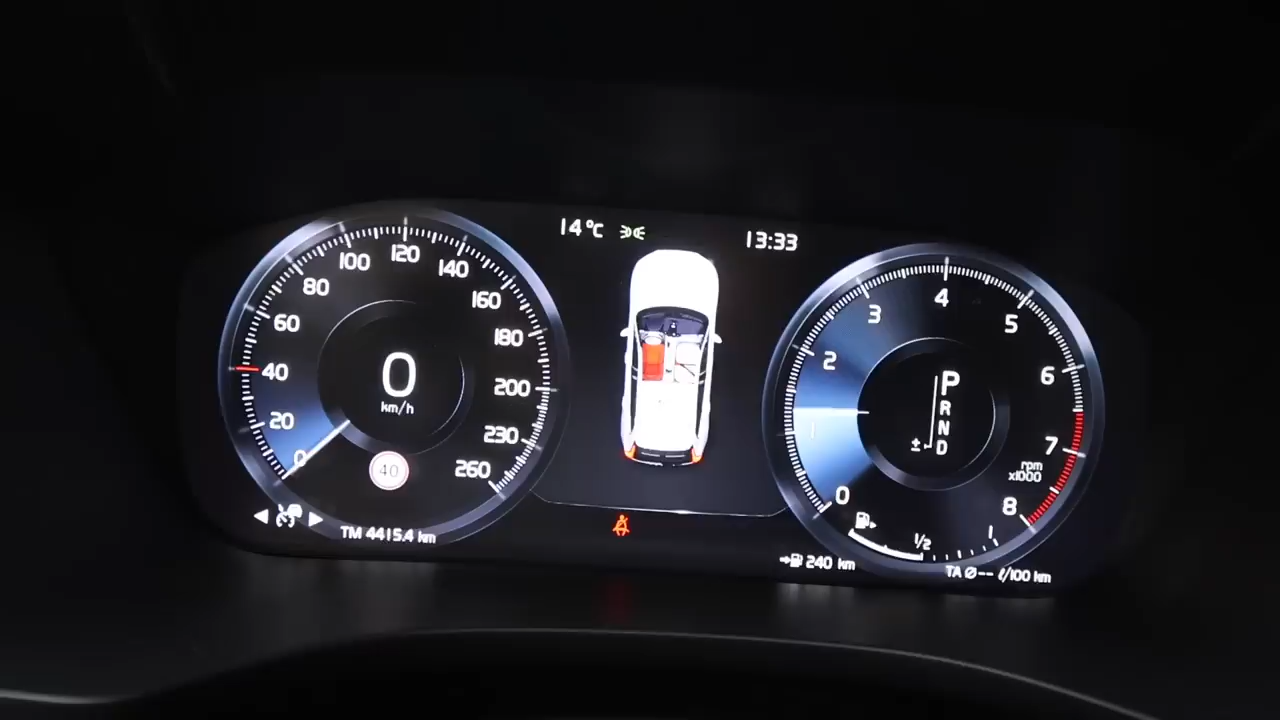 14°C
13:33
0
20
40
60
80
100
120
140
160
180
200
230
260
0
km/h
40
TM 4415.4 km
0
1
2
3
4
5
6
7
8
rpm
x1000
P
R
N
± D
1/2
1
240 km
TA Ø-- ℓ/100 km